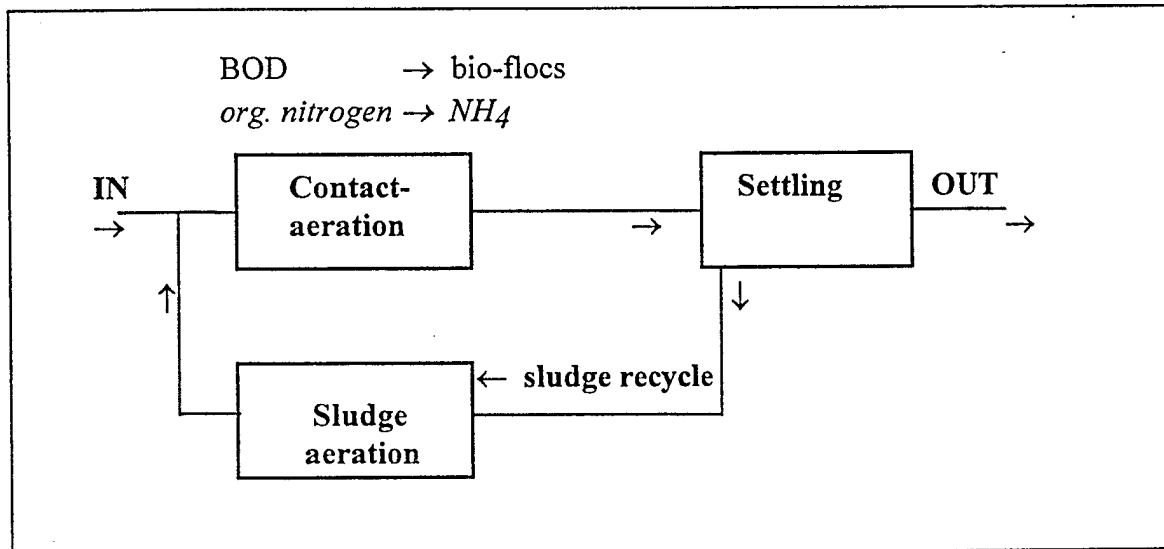 BOD → bio-flocs
org. nitrogen → NH4
IN
→
Contact-
aeration
→
Settling
OUT
→
↑
↓
← sludge recycle
Sludge
aeration